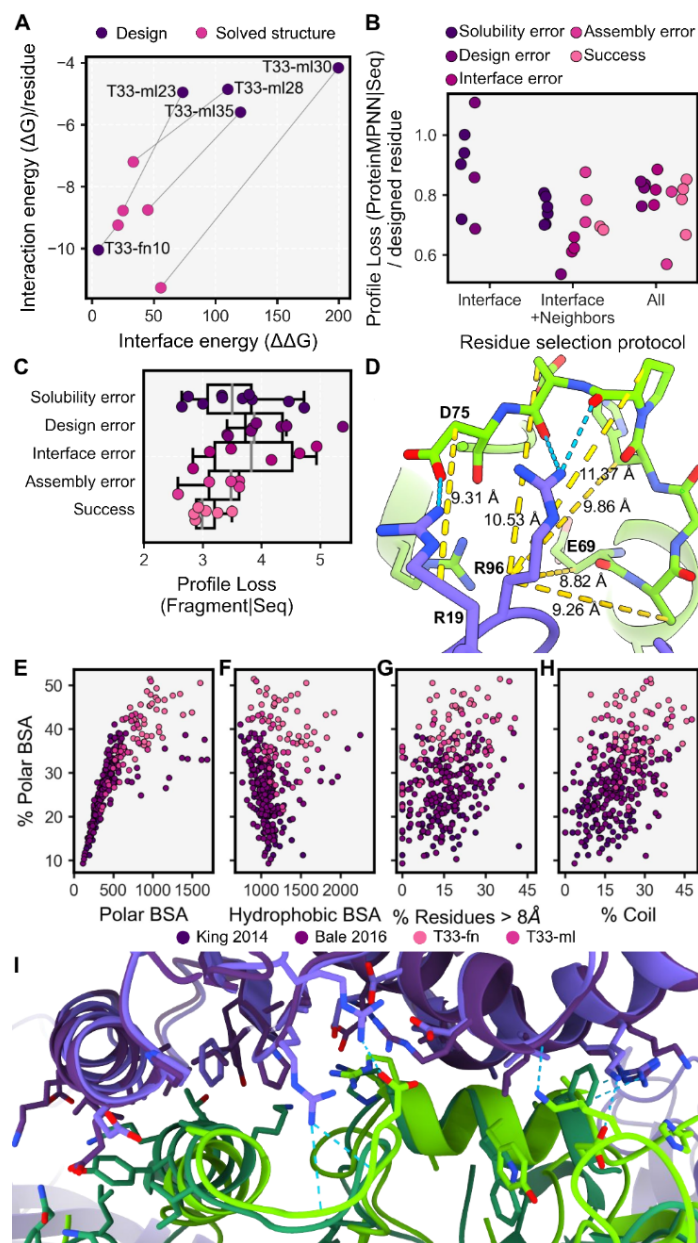 A
Design
Solved structure
Interaction energy (ΔG)/residue
−4
−6
−8
−10
T33-ml30
T33-ml23
T33-ml28
T33-ml35
T33-fn10
0
50
100
150
200
Interface energy (ΔΔG)
B
Solubility error
Assembly error
Design error
Success
Interface error
Profile Loss (ProteinMPNN|Seq)
/ designed residue
1.0
0.8
0.6
Interface
Interface
+Neighbors
All
Residue selection protocol
C
Solubility error
Design error
Interface error
Assembly error
Success
2
3
4
5
Profile Loss
(Fragment|Seq)
D
D75
9.31 Å
10.53 Å
11.37 Å
9.86 Å
E69
R96
8.82 Å
9.26 Å
R19
E
F
G
H
% Polar BSA
50
40
30
20
10
0
500
1000
1500
Polar BSA
1000
1500
2000
Hydrophobic BSA
0
15
30
45
% Residues > 8Å
0
15
30
45
% Coil
King 2014
Bale 2016
T33-fn
T33-ml
I